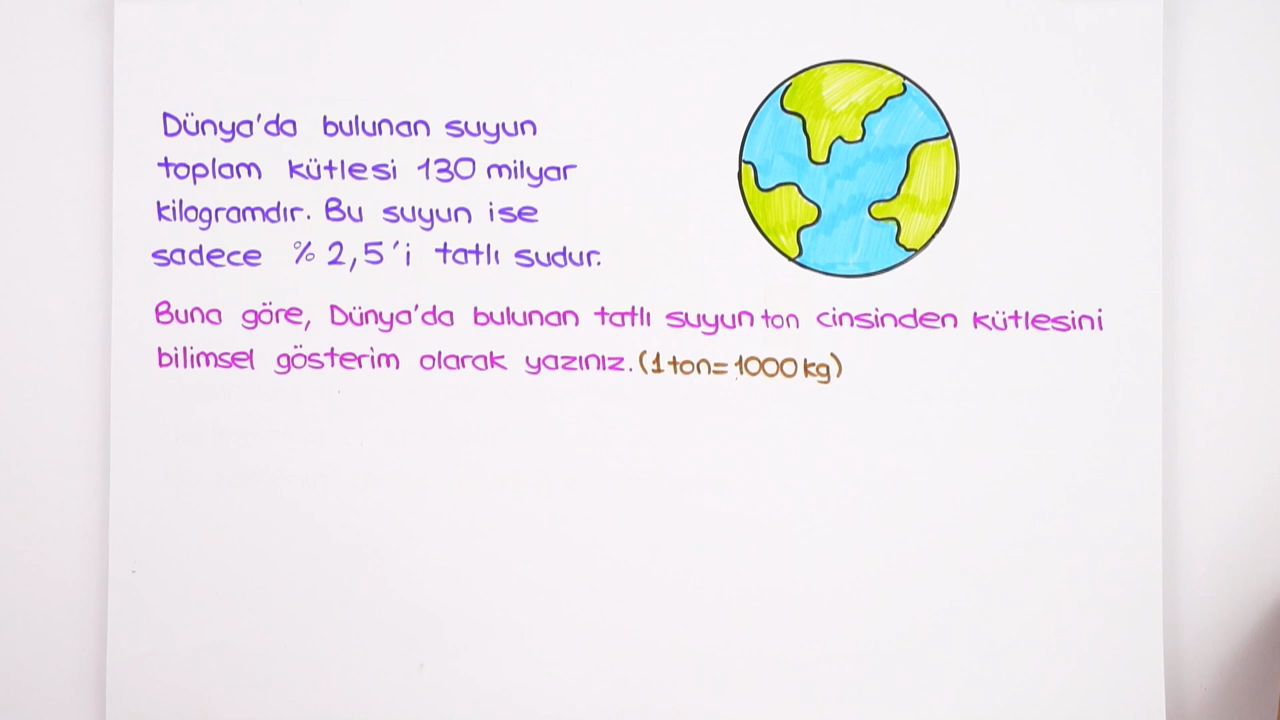 Dünya'da bulunan suyun
toplam kütlesi 130 milyar
kilogramdır. Bu suyun ise
sadece %2,5'i tatlı sudur.
Buna göre, Dünya'da bulunan tatlı suyun ton cinsinden kütlesini
bilimsel gösterim olarak yazınız. (1 ton = 1000 kg)